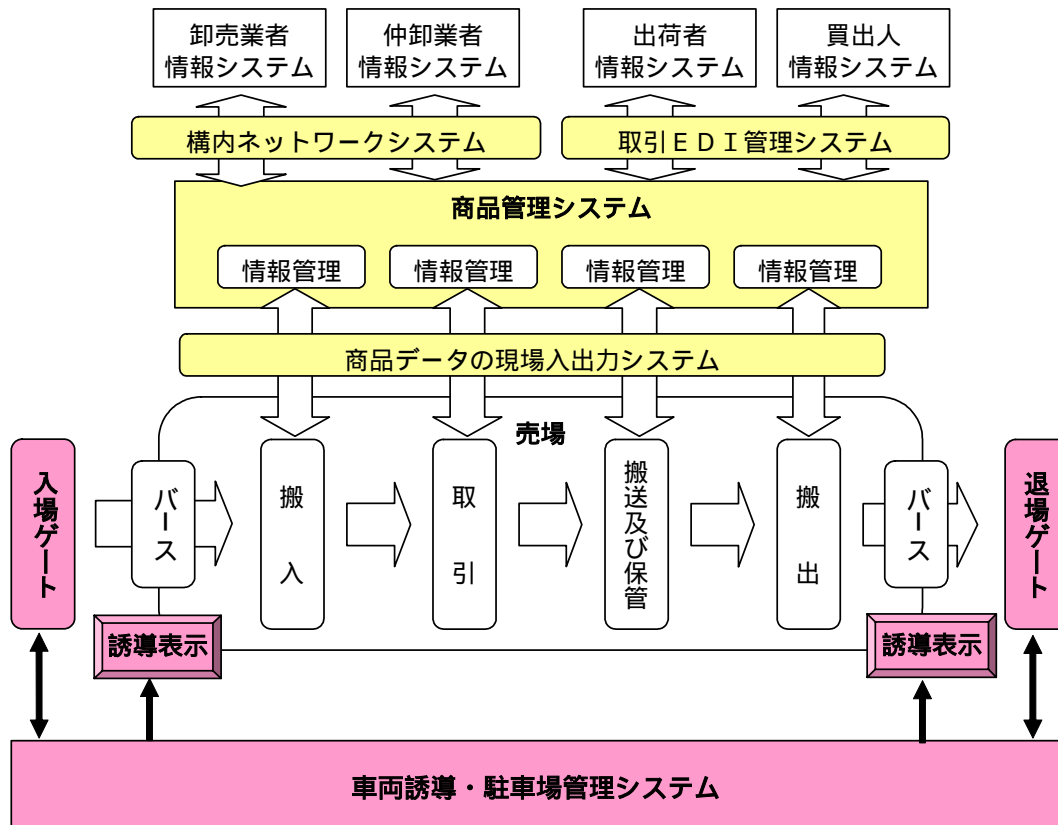 卸売業者
情報システム
仲卸業者
情報システム
出荷者
情報システム
買出人
情報システム
構内ネットワークシステム
取引ＥＤＩ管理システム
商品管理システム
情報管理
情報管理
情報管理
情報管理
商品データの現場入出力システム
売場
入場ゲート
バース
搬入
取引
搬送及び保管
搬出
バース
退場ゲート
誘導表示
誘導表示
車両誘導・駐車場管理システム